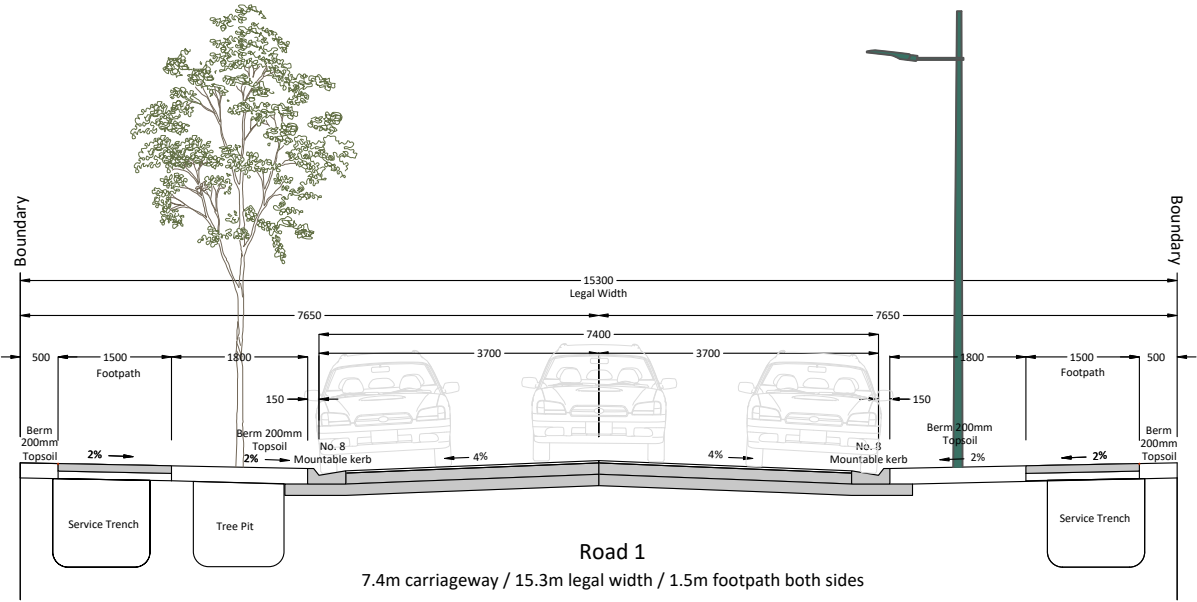 Boundary
Boundary
15300
Legal Width
7650
7650
7400
500
1500
1800
3700
3700
1800
1500
500
Footpath
Footpath
150
150
Berm
200mm
Topsoil
Berm 200mm
Topsoil
No. 8
Mountable kerb
No. 8
Mountable kerb
Berm 200mm
Topsoil
Berm
200mm
Topsoil
2%
2%
4%
4%
2%
2%
Service Trench
Tree Pit
Service Trench
Road 1
7.4m carriageway / 15.3m legal width / 1.5m footpath both sides